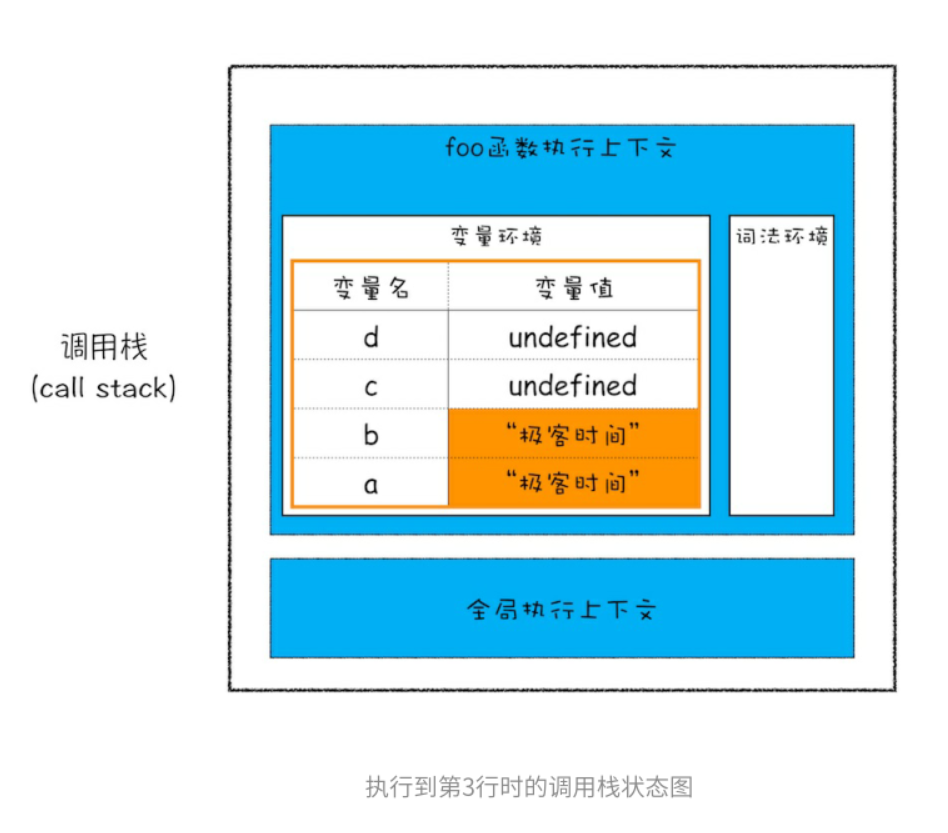 foo函数执行上下文
变量环境
词法环境
变量名 变量值
d undefined
c undefined
b “极客时间”
a “极客时间”
调用栈
(call stack)
全局执行上下文
执行到第3行时的调用栈状态图